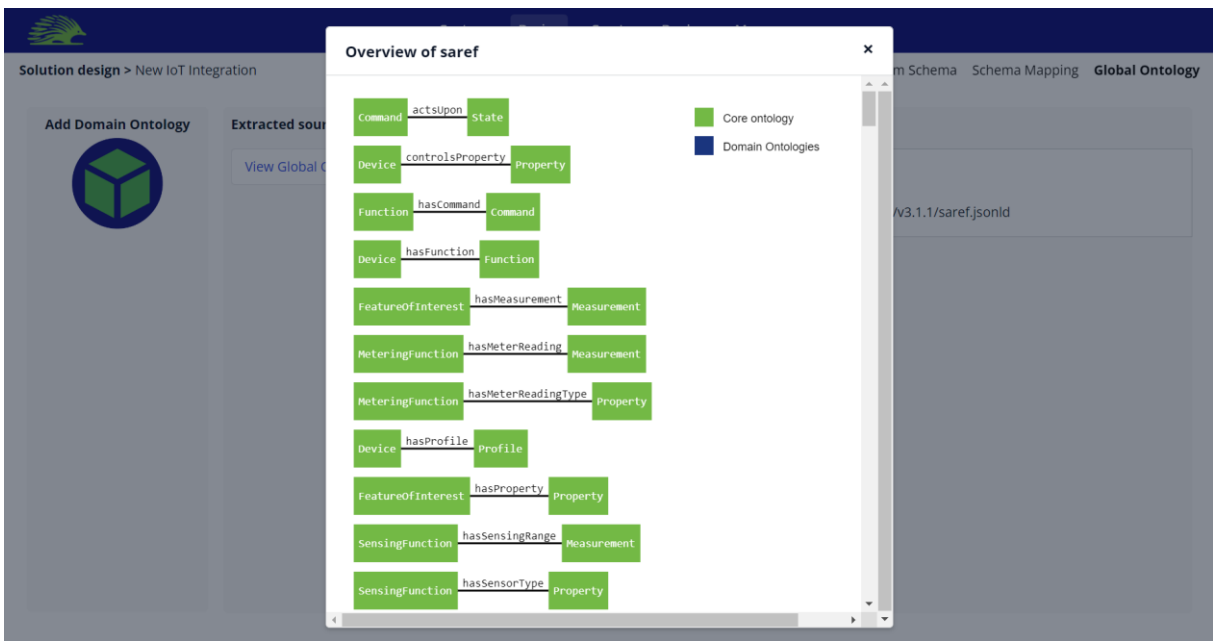 Overview of saref ×
Solution design > New IoT Integration
m Schema Schema Mapping Global Ontology
Add Domain Ontology
Extracted sour
View Global
/v3.1.1/saref.jsonld
Command actsUpon State
Device controlsProperty Property
Function hasCommand Command
Device hasFunction Function
FeatureOfInterest hasMeasurement Measurement
MeteringFunction hasMeterReading Measurement
MeteringFunction hasMeterReadingType Property
Device hasProfile Profile
FeatureOfInterest hasProperty Property
SensingFunction hasSensingRange Measurement
SensingFunction hasSensorType Property
Core ontology
Domain Ontologies